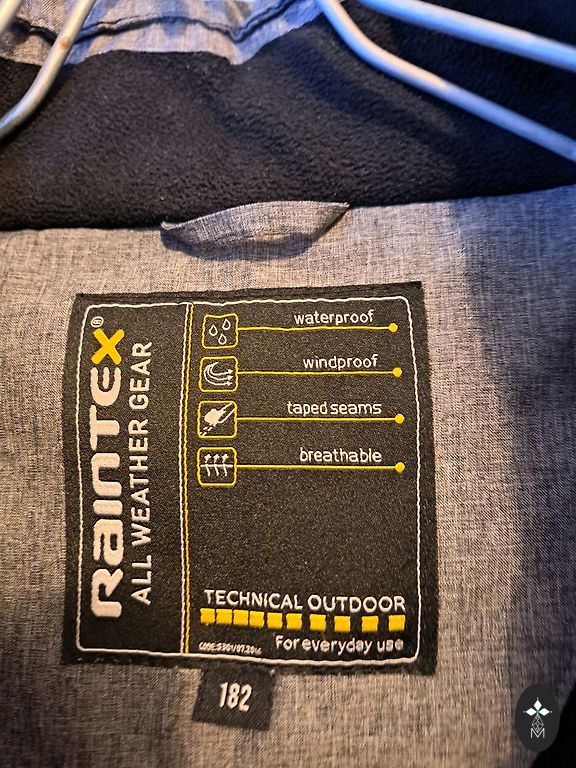 RAINTEX®
ALL WEATHER GEAR
waterproof
windproof
taped seams
breathable
TECHNICAL OUTDOOR
For everyday use
182
M